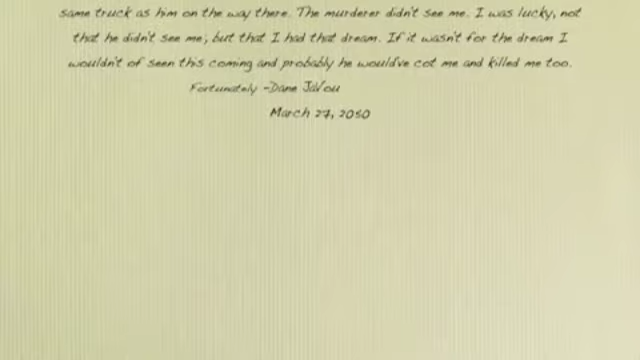 same truck as him on the way there. The murderer didn't see me. I was lucky, not
that he didn't see me, but that I had that dream. If it wasn't for the dream I
wouldn't of seen this coming and probably he would've cot me and killed me too.
Fortunately -Dane JaVou
March 27, 2050